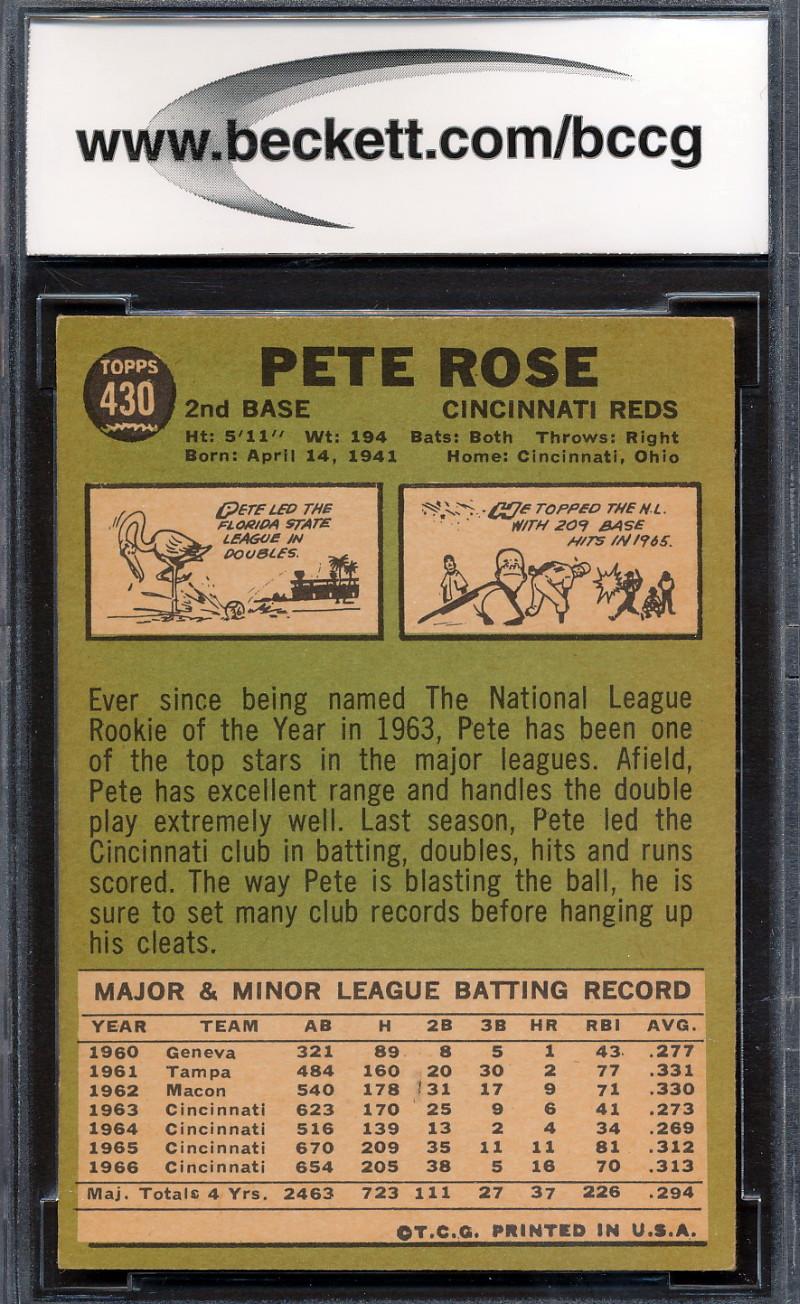 www.beckett.com/bccg
TOPPS
430
PETE ROSE
2nd BASE CINCINNATI REDS
Ht: 5'11" Wt: 194 Bats: Both Throws: Right
Born: April 14, 1941 Home: Cincinnati, Ohio
PETE LED THE
FLORIDA STATE
LEAGUE IN
DOUBLES.
HE TOPPED THE N.L.
WITH 209 BASE
HITS IN 1965.
Ever since being named The National League
Rookie of the Year in 1963, Pete has been one
of the top stars in the major leagues. Afield,
Pete has excellent range and handles the double
play extremely well. Last season, Pete led the
Cincinnati club in batting, doubles, hits and runs
scored. The way Pete is blasting the ball, he is
sure to set many club records before hanging up
his cleats.
MAJOR & MINOR LEAGUE BATTING RECORD
YEAR TEAM AB H 2B 3B HR RBI AVG.
1960 Geneva 321 89 8 5 1 43 .277
1961 Tampa 484 160 20 30 2 77 .331
1962 Macon 540 178 31 17 9 71 .330
1963 Cincinnati 623 170 25 9 6 41 .273
1964 Cincinnati 516 139 13 2 4 34 .269
1965 Cincinnati 670 209 35 11 11 81 .312
1966 Cincinnati 654 205 38 5 16 70 .313
Maj. Totals 4 Yrs. 2463 723 111 27 37 226 .294
©T.C.G. PRINTED IN U.S.A.